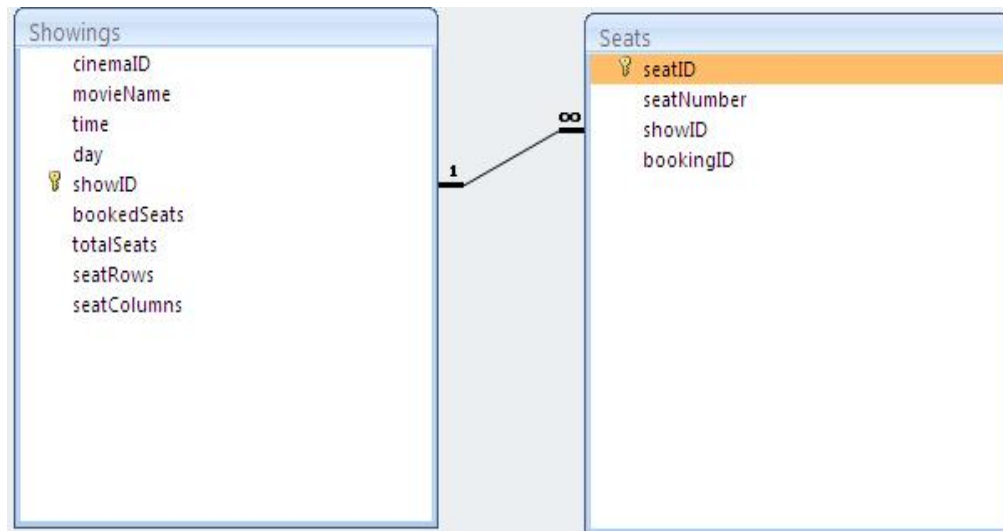 Showings
cinemaID
movieName
time
day
showID
bookedSeats
totalSeats
seatRows
seatColumns
1
∞
Seats
seatID
seatNumber
showID
bookingID